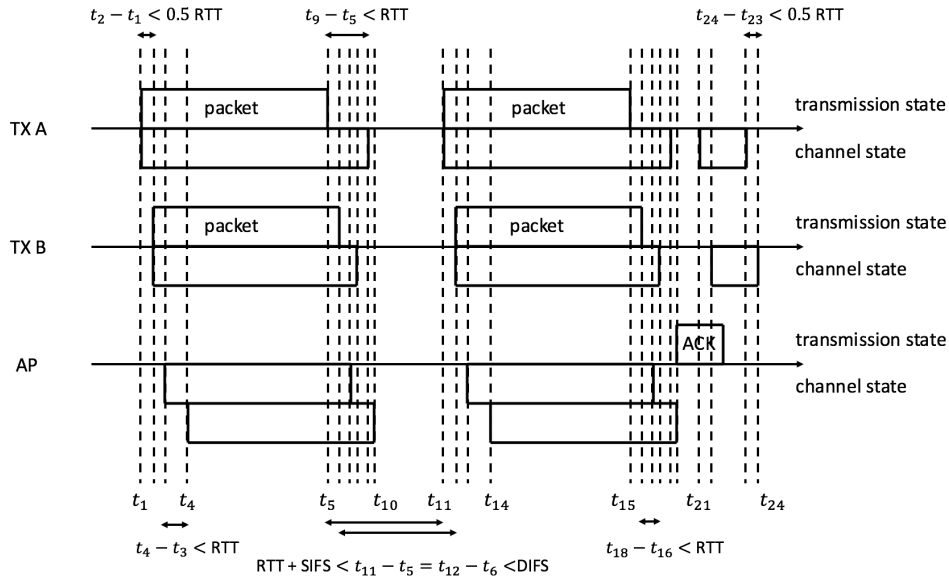 t₂ − t₁ < 0.5 RTT
t₉ − t₅ < RTT
t₂₄ − t₂₃ < 0.5 RTT
packet
packet
transmission state
TX A
channel state
packet
packet
transmission state
TX B
channel state
ACK
transmission state
AP
channel state
t₁
t₄
t₅
t₁₀
t₁₁
t₁₄
t₁₅
t₂₁
t₂₄
t₄ − t₃ < RTT
t₁₈ − t₁₆ < RTT
RTT + SIFS < t₁₁ − t₅ = t₁₂ − t₆ <DIFS